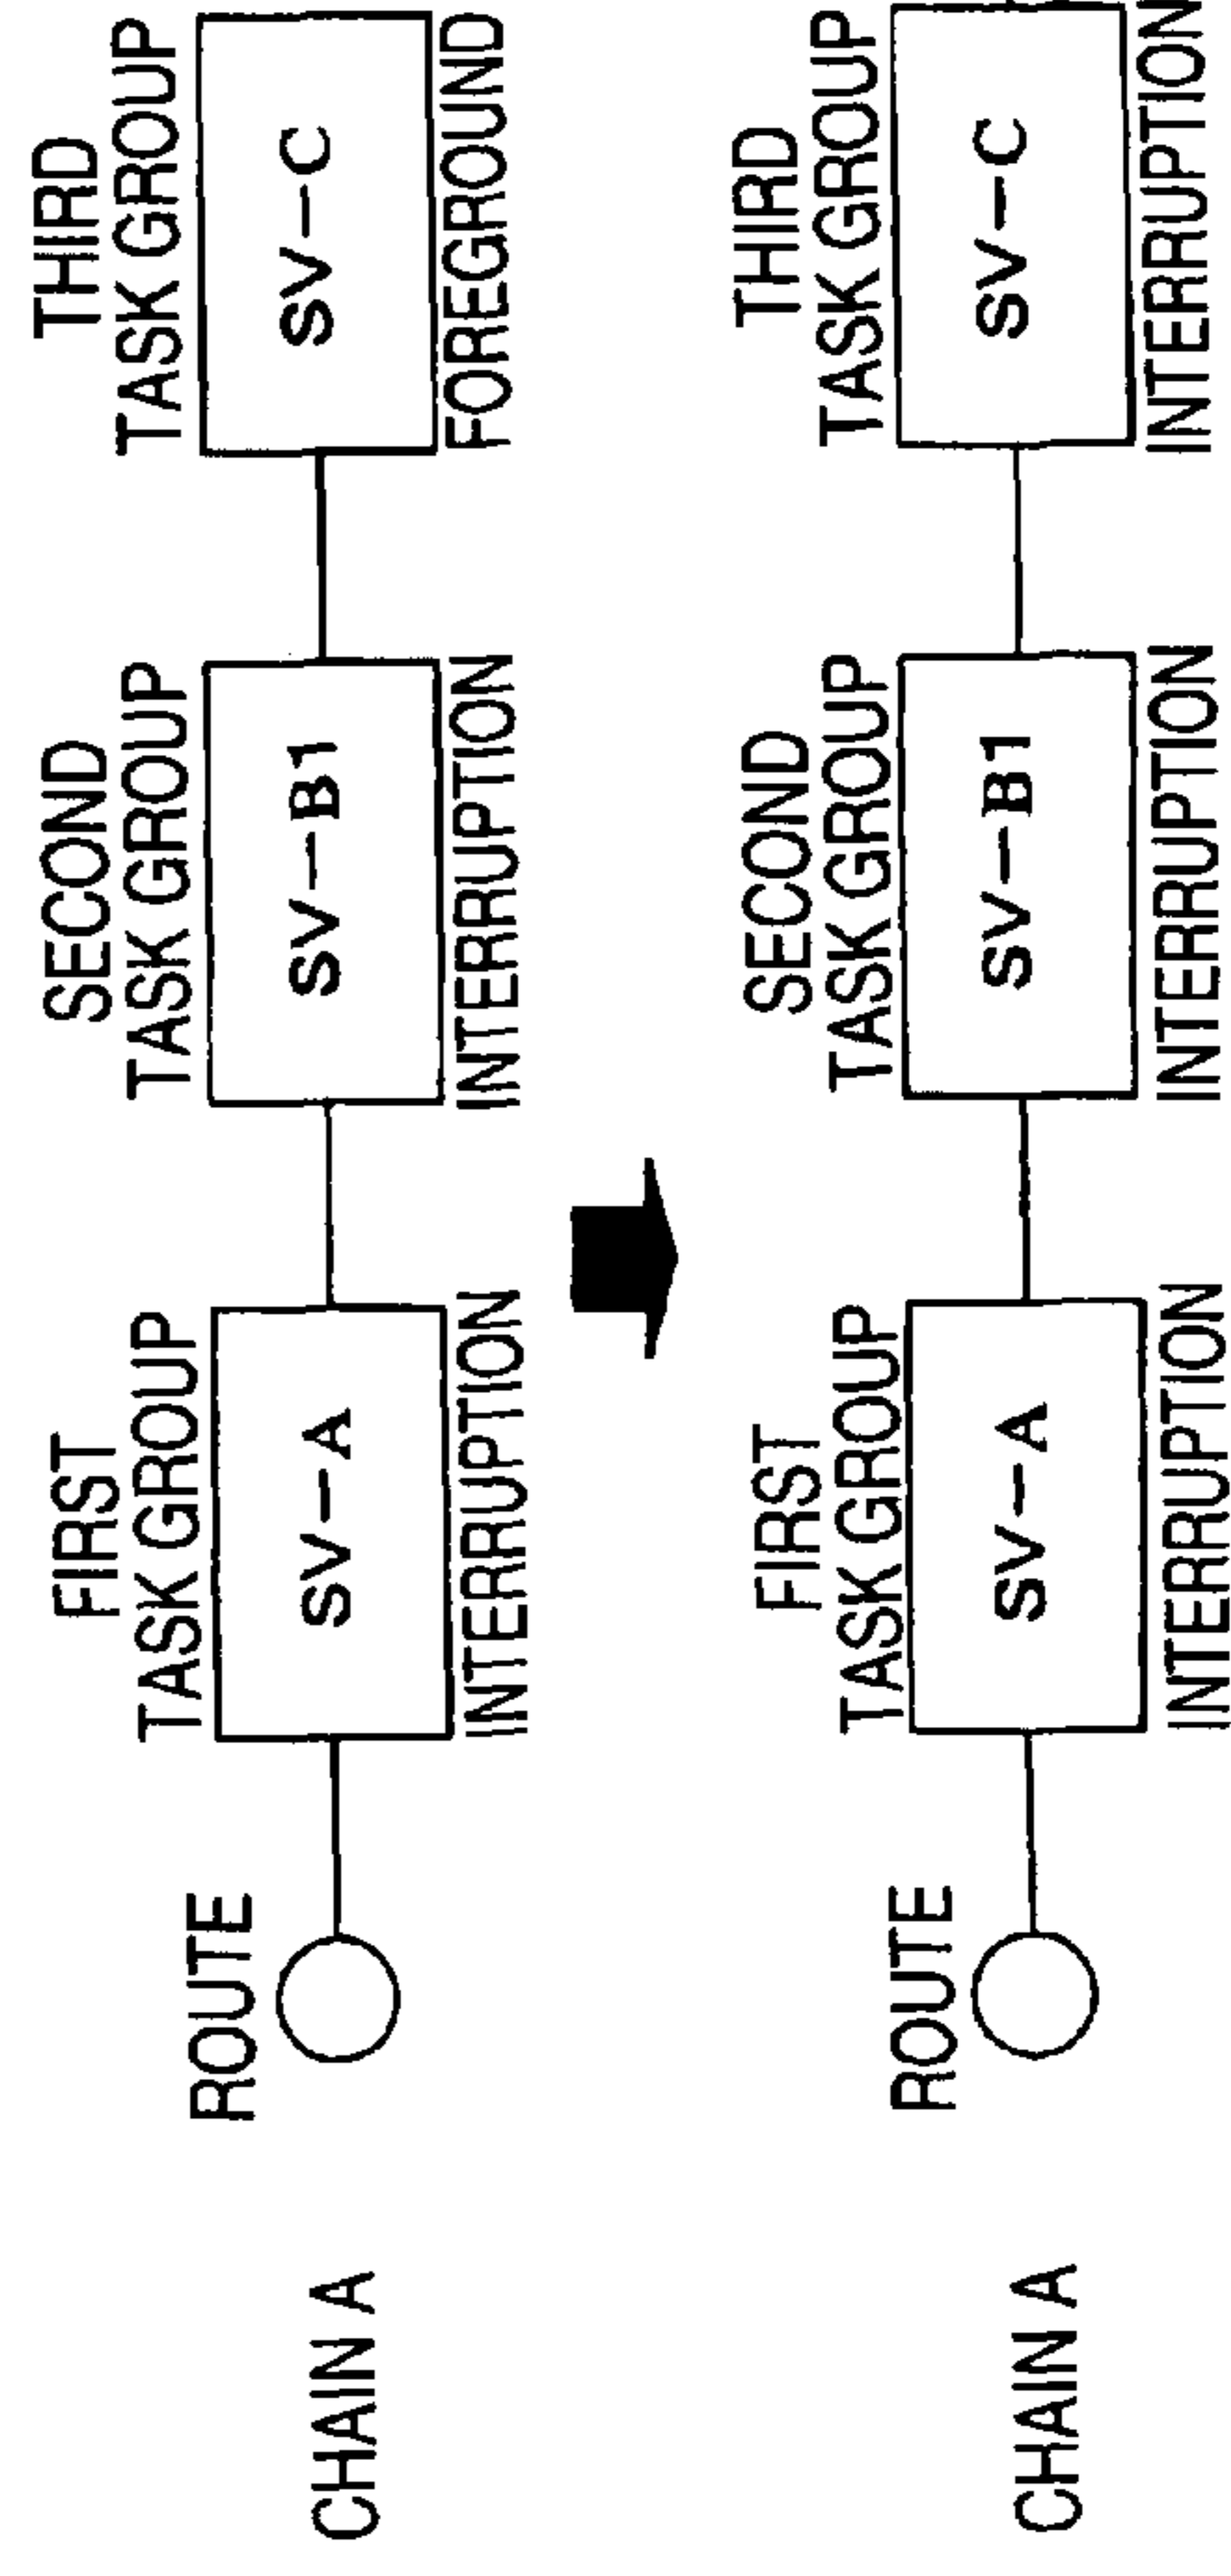 CHAIN A
ROUTE
FIRST
TASK GROUP
SV-A
INTERRUPTION
SECOND
TASK GROUP
SV-B1
INTERRUPTION
THIRD
TASK GROUP
SV-C
FOREGROUND
CHAIN A
ROUTE
FIRST
TASK GROUP
SV-A
INTERRUPTION
SECOND
TASK GROUP
SV-B1
INTERRUPTION
THIRD
TASK GROUP
SV-C
INTERRUPTION